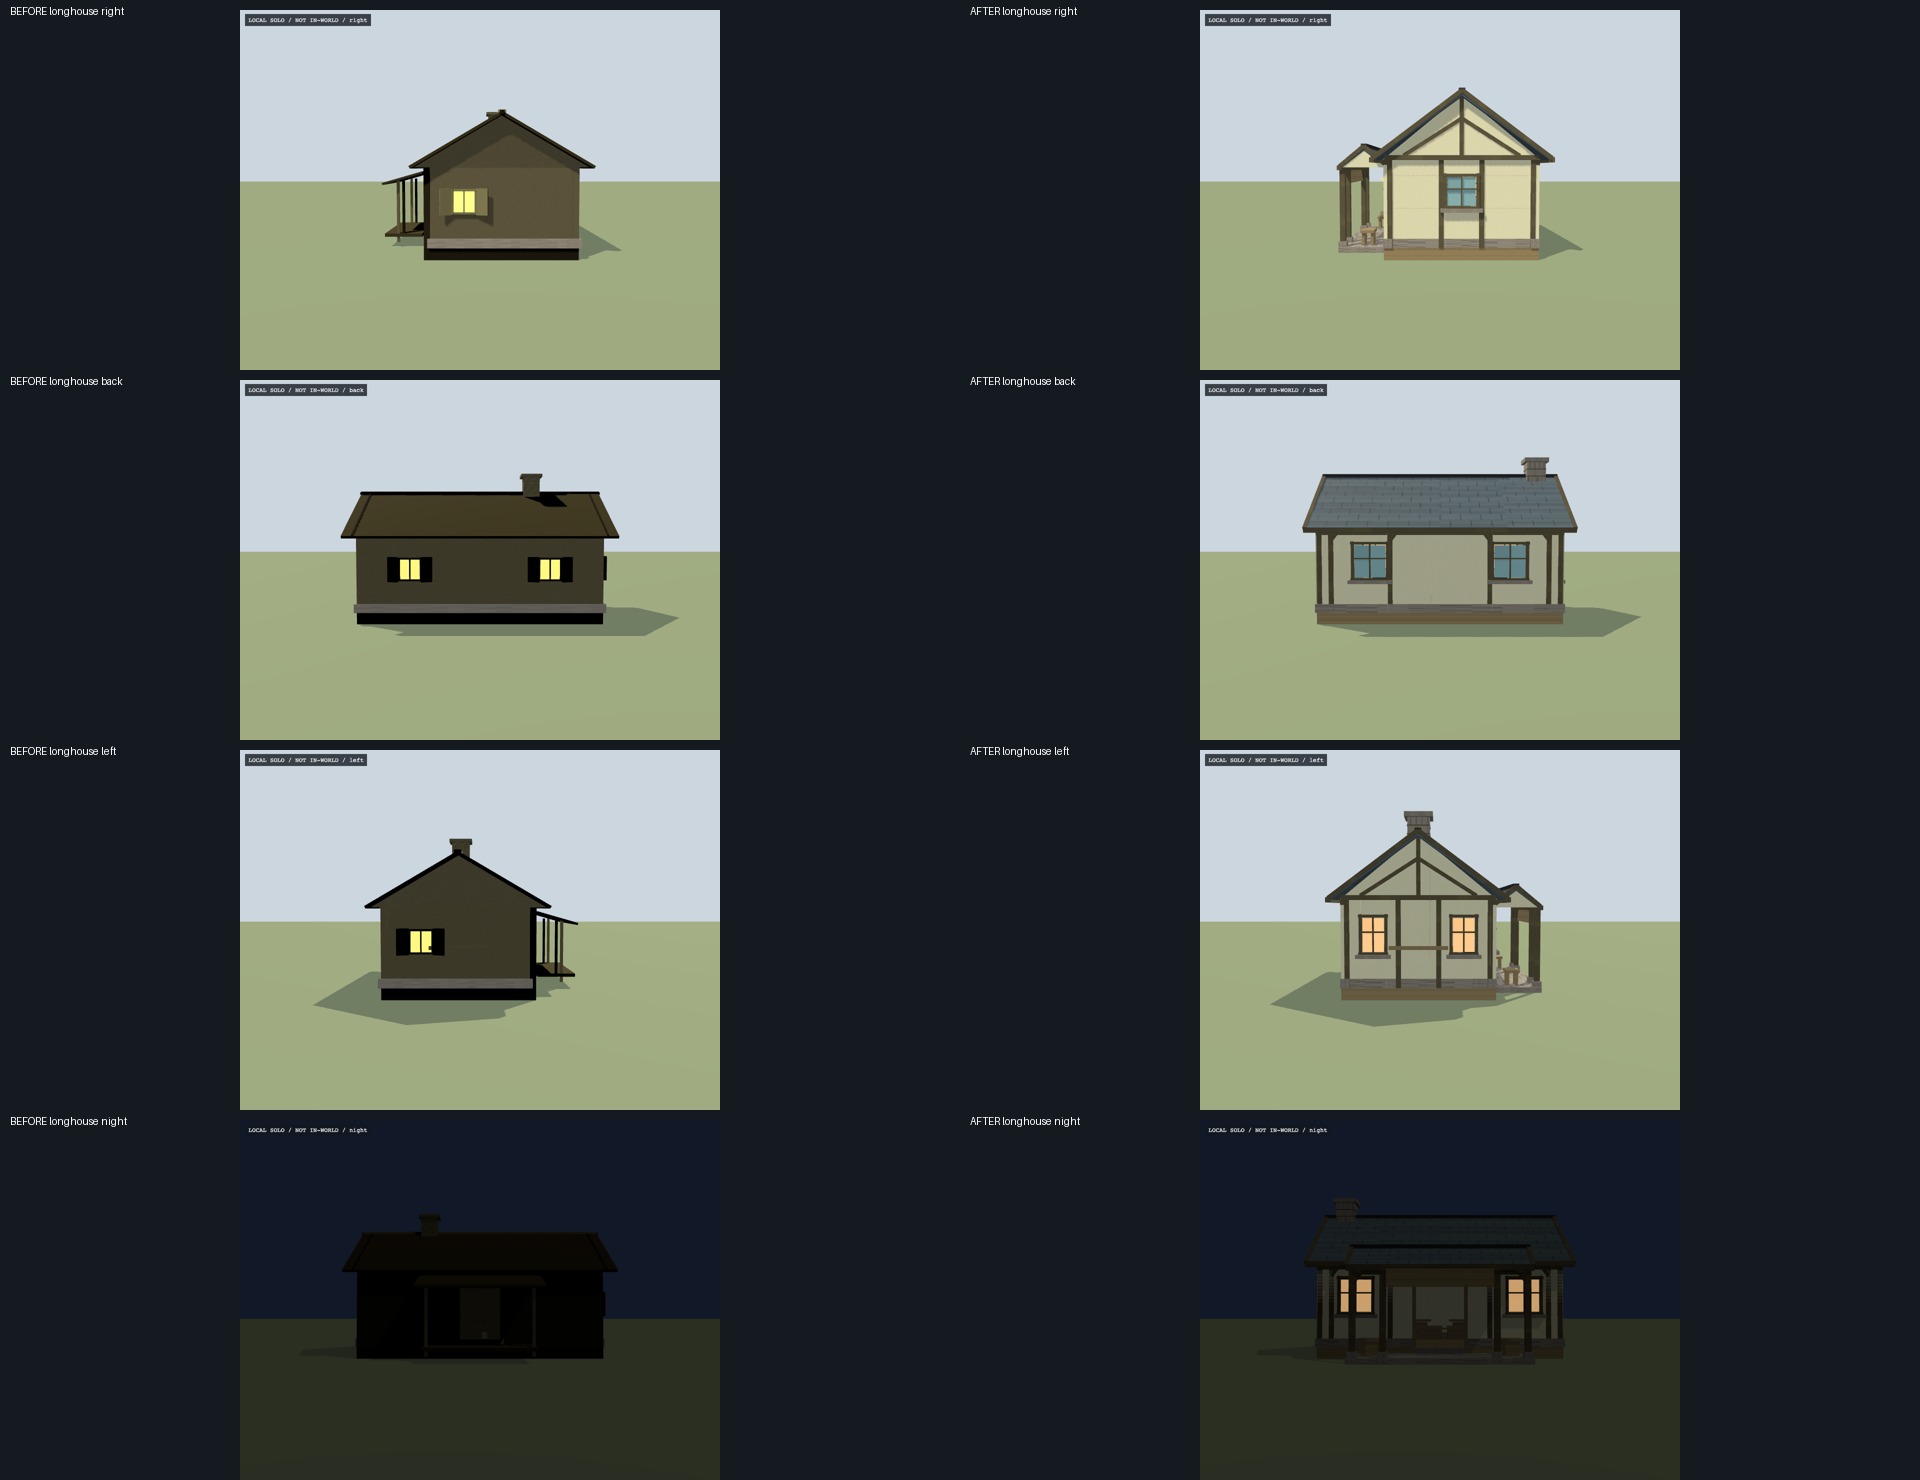 BEFORE longhouse right
LOCAL SOLO / NOT IN-WORLD / right
AFTER longhouse right
LOCAL SOLO / NOT IN-WORLD / right
BEFORE longhouse back
LOCAL SOLO / NOT IN-WORLD / back
AFTER longhouse back
LOCAL SOLO / NOT IN-WORLD / back
BEFORE longhouse left
LOCAL SOLO / NOT IN-WORLD / left
AFTER longhouse left
LOCAL SOLO / NOT IN-WORLD / left
BEFORE longhouse night
LOCAL SOLO / NOT IN-WORLD / night
AFTER longhouse night
LOCAL SOLO / NOT IN-WORLD / night